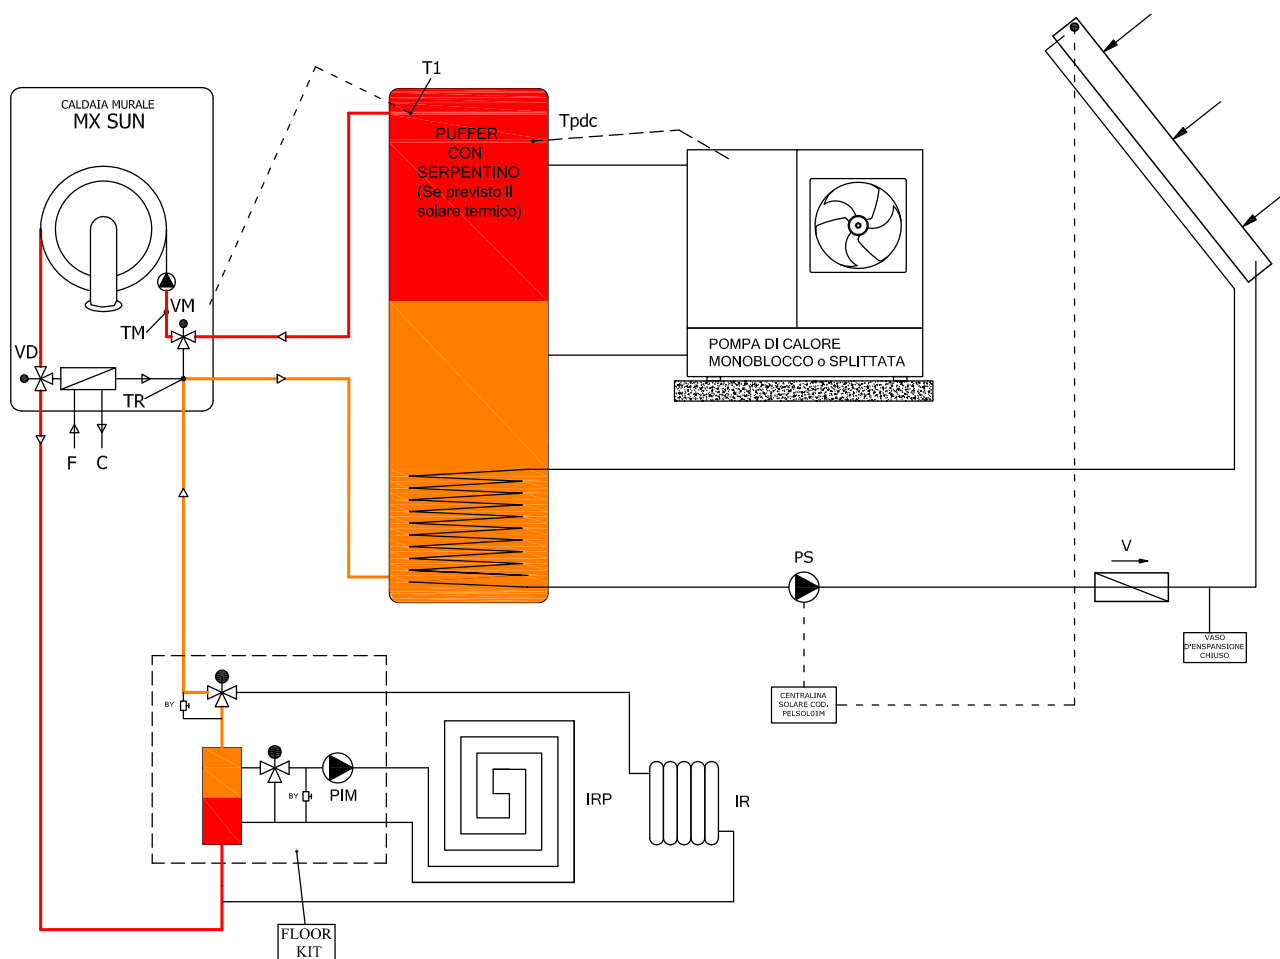 CALDAIA MURALE
MX SUN
T1
Tpdc
PUFFER
CON
SERPENTINO
(Se previsto il
solare termico)
VM
TM
VD
TR
F
C
POMPA DI CALORE
MONOBLOCCO o SPLITTATA
PS
V
VASO
D'ENSPANSIONE
CHIUSO
CENTRALINA
SOLARE COD.
PELSOL01M
BY
BY
PIM
IRP
IR
FLOOR
KIT